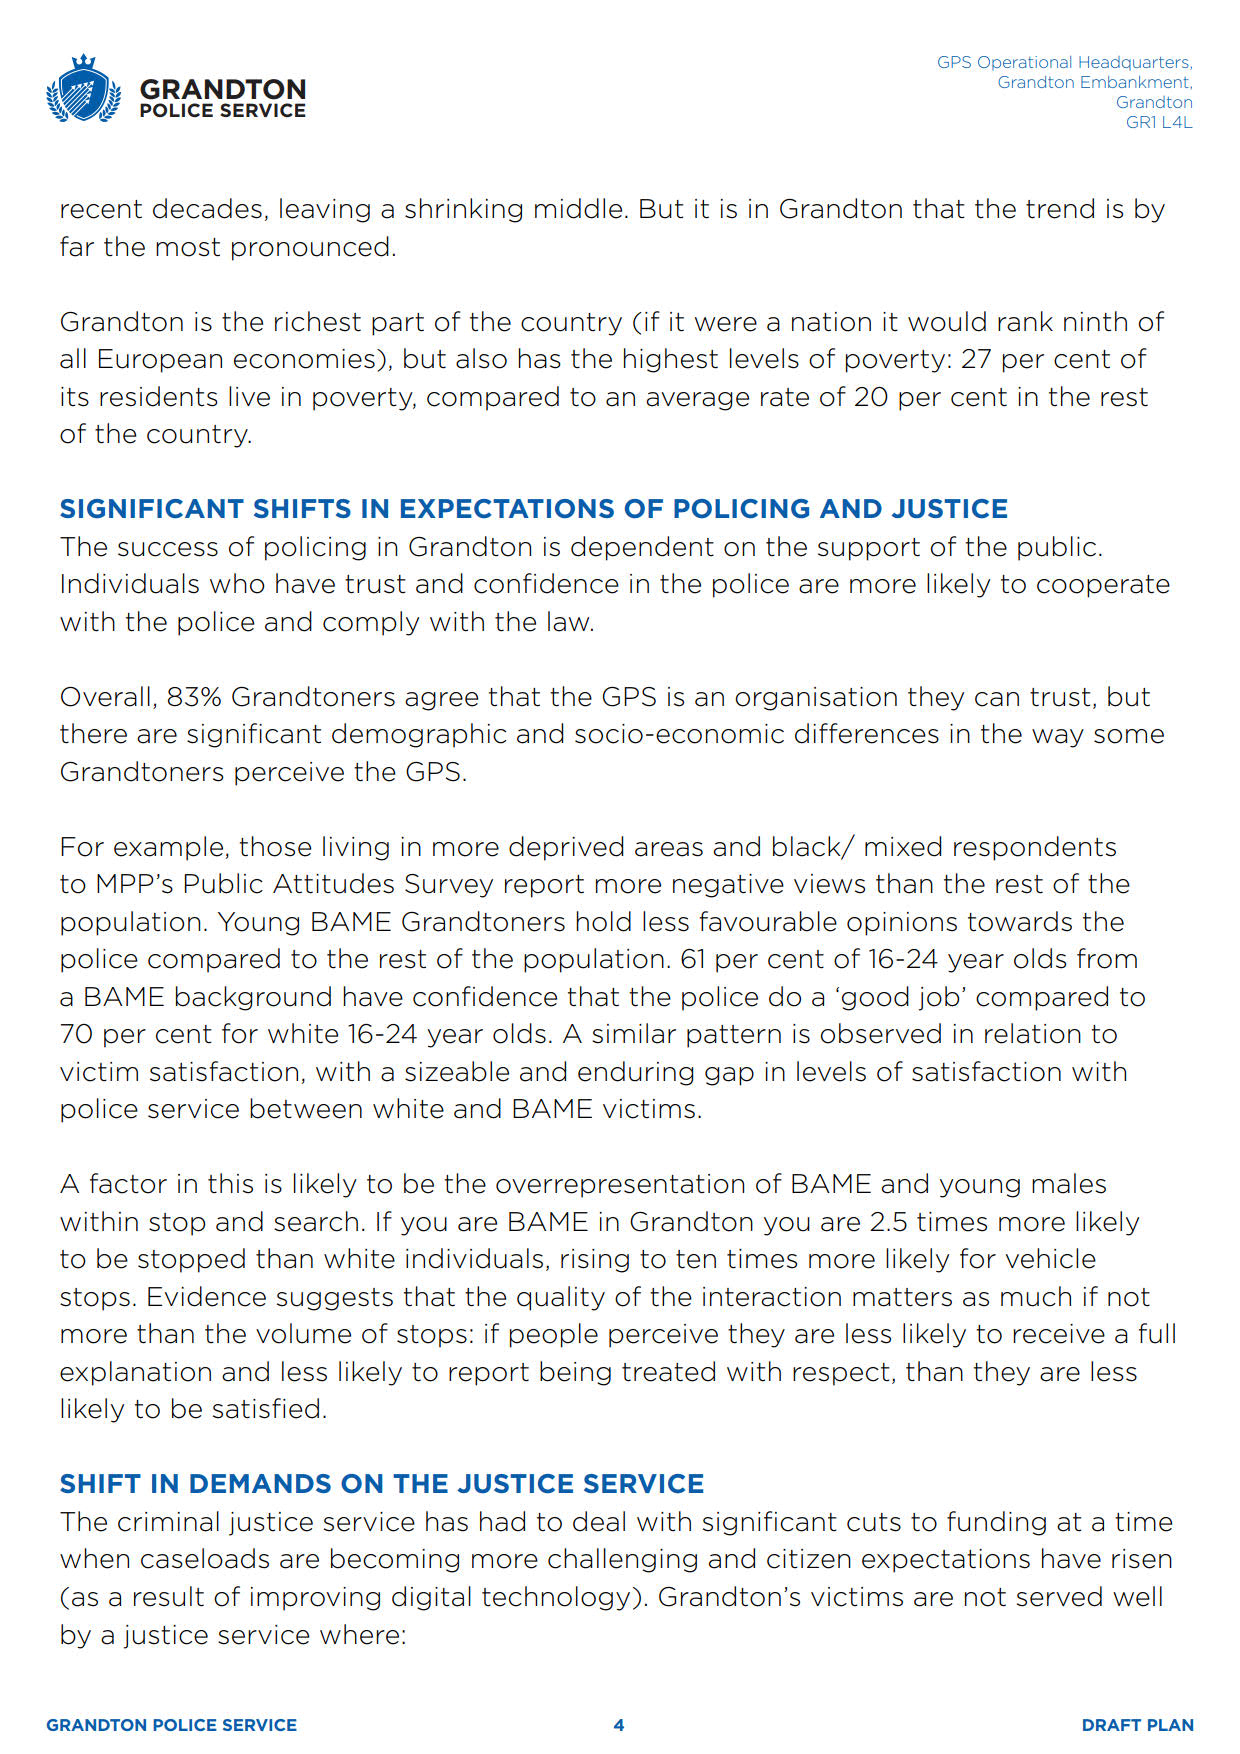 GRANDTON
POLICE SERVICE
GPS Operational Headquarters,
Grandton Embankment,
Grandton
GR1 L4L
recent decades, leaving a shrinking middle. But it is in Grandton that the trend is by
far the most pronounced.
Grandton is the richest part of the country (if it were a nation it would rank ninth of
all European economies), but also has the highest levels of poverty: 27 per cent of
its residents live in poverty, compared to an average rate of 20 per cent in the rest
of the country.
SIGNIFICANT SHIFTS IN EXPECTATIONS OF POLICING AND JUSTICE
The success of policing in Grandton is dependent on the support of the public.
Individuals who have trust and confidence in the police are more likely to cooperate
with the police and comply with the law.
Overall, 83% Grandtoners agree that the GPS is an organisation they can trust, but
there are significant demographic and socio-economic differences in the way some
Grandtoners perceive the GPS.
For example, those living in more deprived areas and black/ mixed respondents
to MPP’s Public Attitudes Survey report more negative views than the rest of the
population. Young BAME Grandtoners hold less favourable opinions towards the
police compared to the rest of the population. 61 per cent of 16-24 year olds from
a BAME background have confidence that the police do a ‘good job’ compared to
70 per cent for white 16-24 year olds. A similar pattern is observed in relation to
victim satisfaction, with a sizeable and enduring gap in levels of satisfaction with
police service between white and BAME victims.
A factor in this is likely to be the overrepresentation of BAME and young males
within stop and search. If you are BAME in Grandton you are 2.5 times more likely
to be stopped than white individuals, rising to ten times more likely for vehicle
stops. Evidence suggests that the quality of the interaction matters as much if not
more than the volume of stops: if people perceive they are less likely to receive a full
explanation and less likely to report being treated with respect, than they are less
likely to be satisfied.
SHIFT IN DEMANDS ON THE JUSTICE SERVICE
The criminal justice service has had to deal with significant cuts to funding at a time
when caseloads are becoming more challenging and citizen expectations have risen
(as a result of improving digital technology). Grandton’s victims are not served well
by a justice service where:
GRANDTON POLICE SERVICE
4
DRAFT PLAN